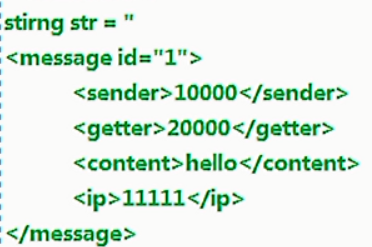 stirng str = "
<message id="1">
<sender>10000</sender>
<getter>20000</getter>
<content>hello</content>
<ip>11111</ip>
</message>